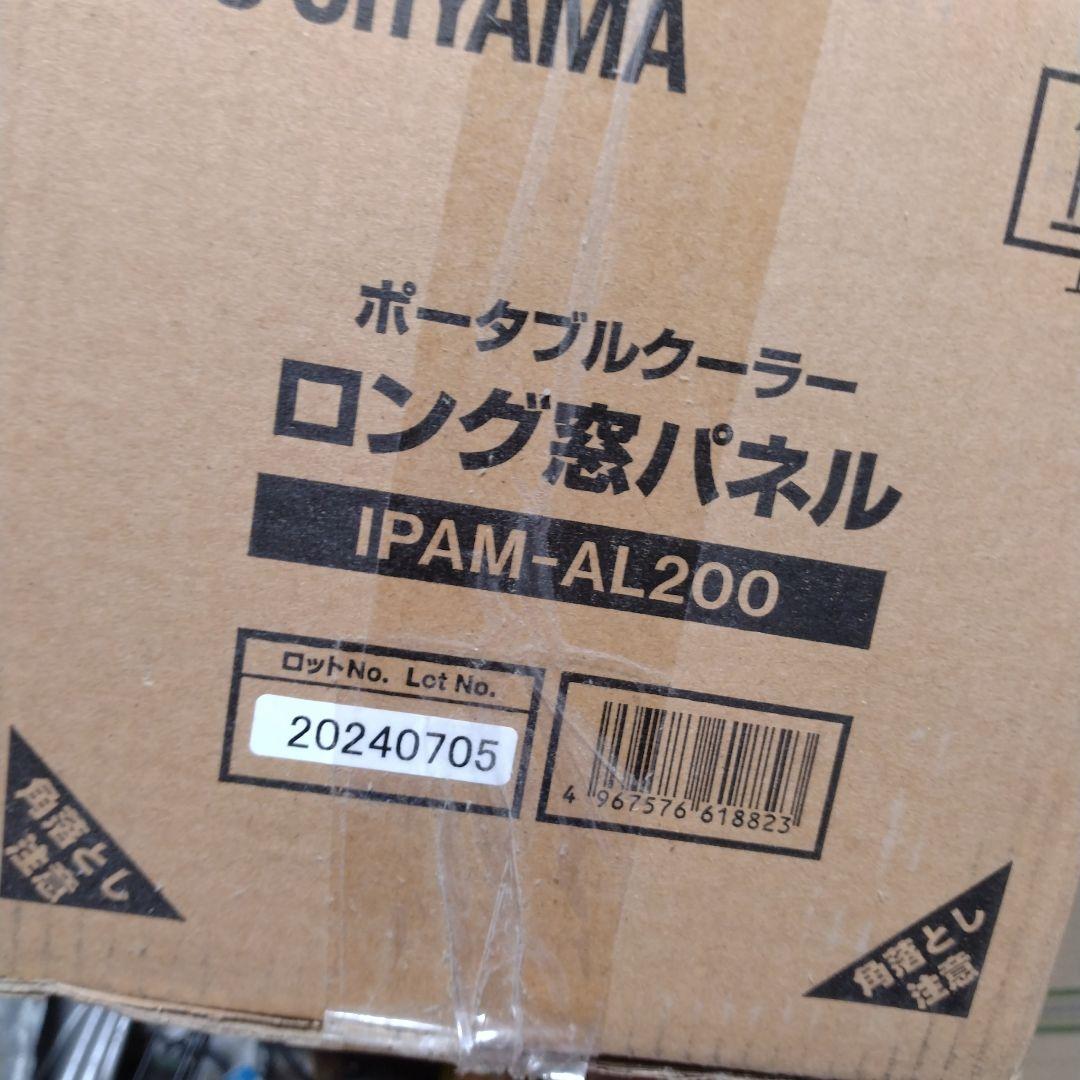 OHYAMA
ポータブルクーラー
ロング窓パネル
IPAM-AL200
ロットNo. Lot No.
20240705
4 967576 618823
角落とし
注意
角落とし
注意